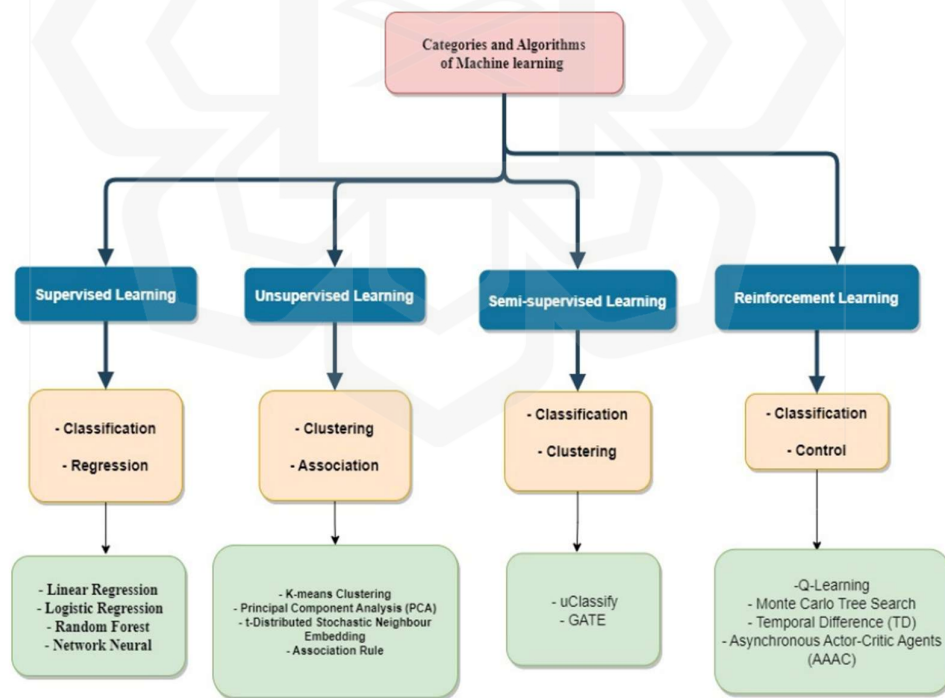 Categories and Algorithms
of Machine learning
Supervised Learning
Unsupervised Learning
Semi-supervised Learning
Reinforcement Learning
- Classification
- Regression
- Clustering
- Association
- Classification
- Clustering
- Classification
- Control
- Linear Regression
- Logistic Regression
- Random Forest
- Network Neural
- K-means Clustering
- Principal Component Analysis (PCA)
- t-Distributed Stochastic Neighbour
Embedding
- Association Rule
- uClassify
- GATE
-Q-Learning
- Monte Carlo Tree Search
- Temporal Difference (TD)
- Asynchronous Actor-Critic Agents
(AAAC)